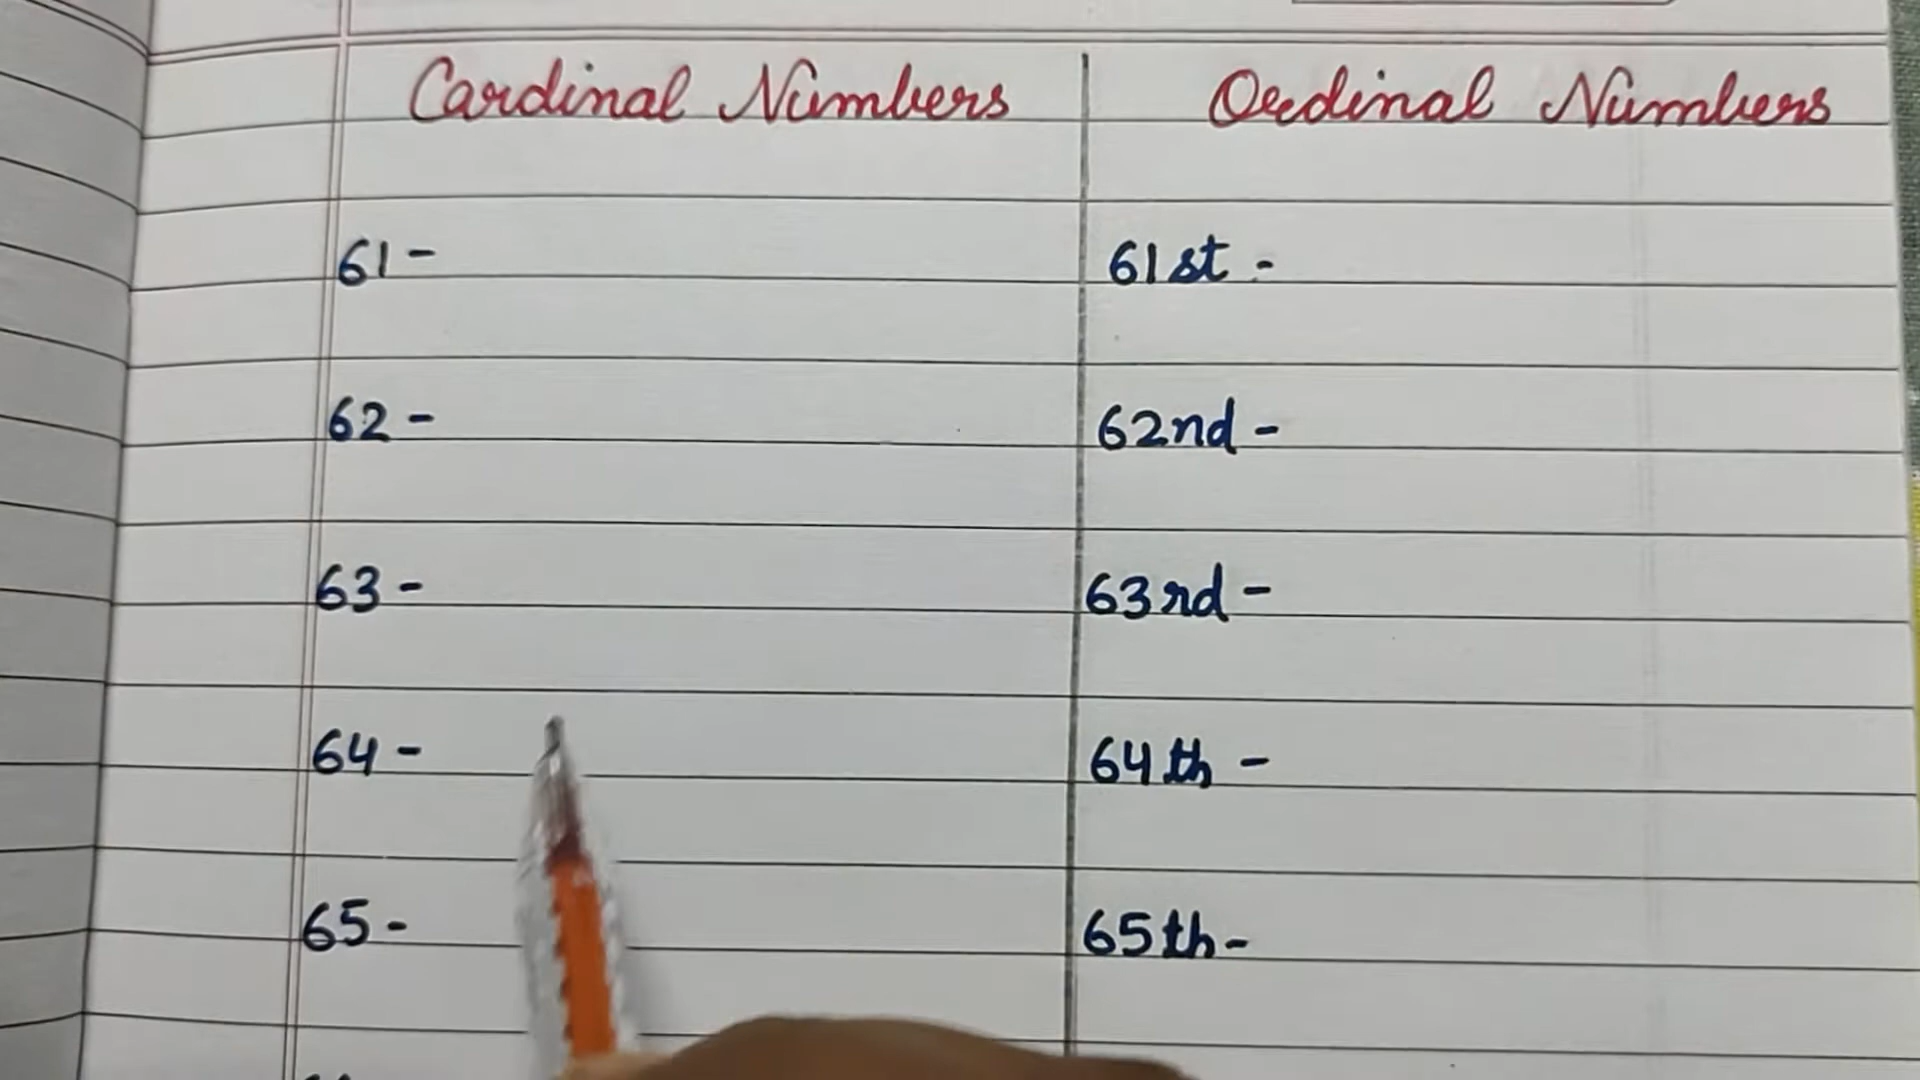 Cardinal Numbers Ordinal Numbers
61 - 61st -
62 - 62nd -
63 - 63rd -
64 - 64th -
65 - 65th -